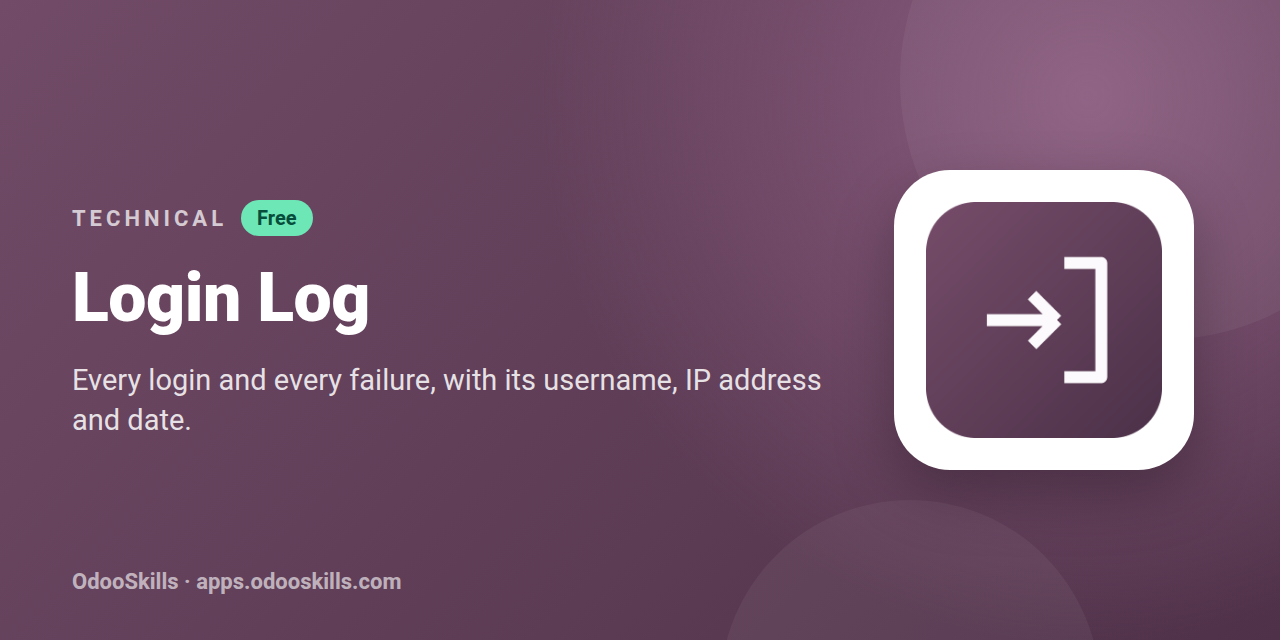 TECHNICAL Free
Login Log
Every login and every failure, with its username, IP address
and date.
OdooSkills · apps.odooskills.com